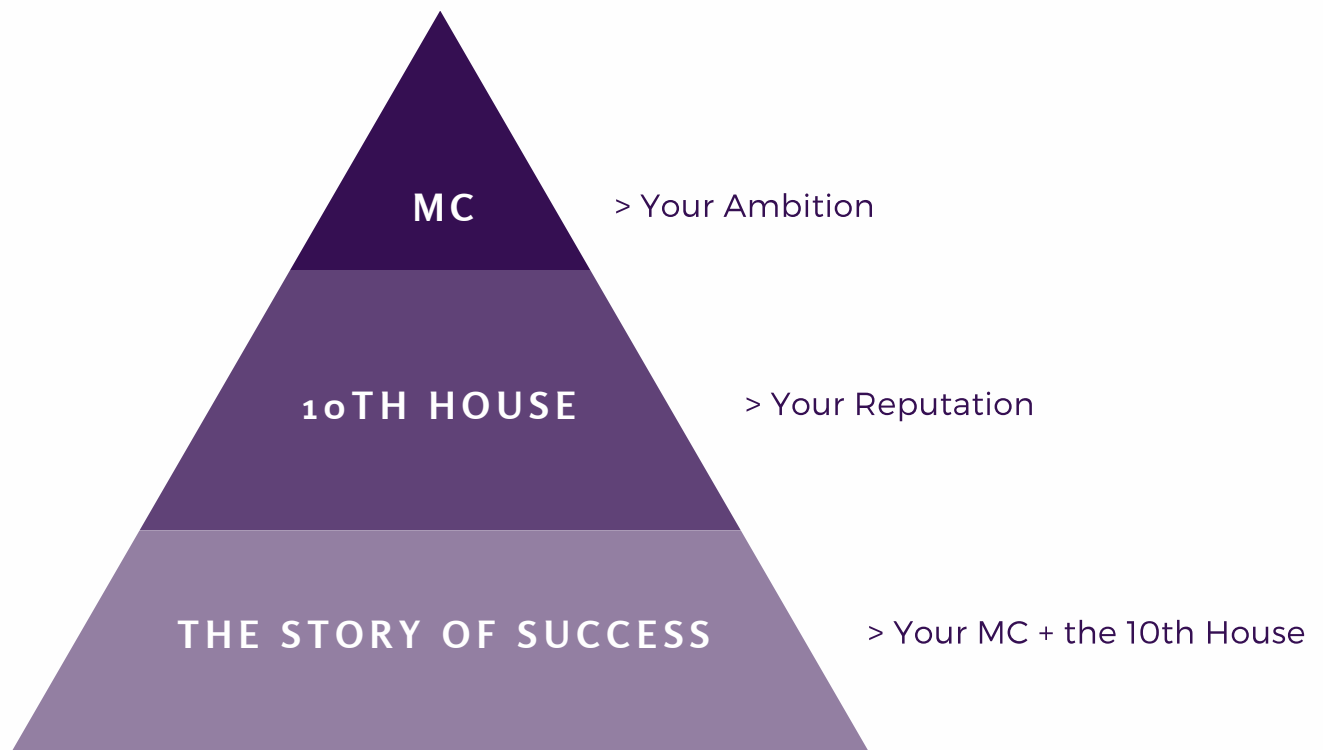 MC
> Your Ambition
10TH HOUSE
> Your Reputation
THE STORY OF SUCCESS
> Your MC + the 10th House